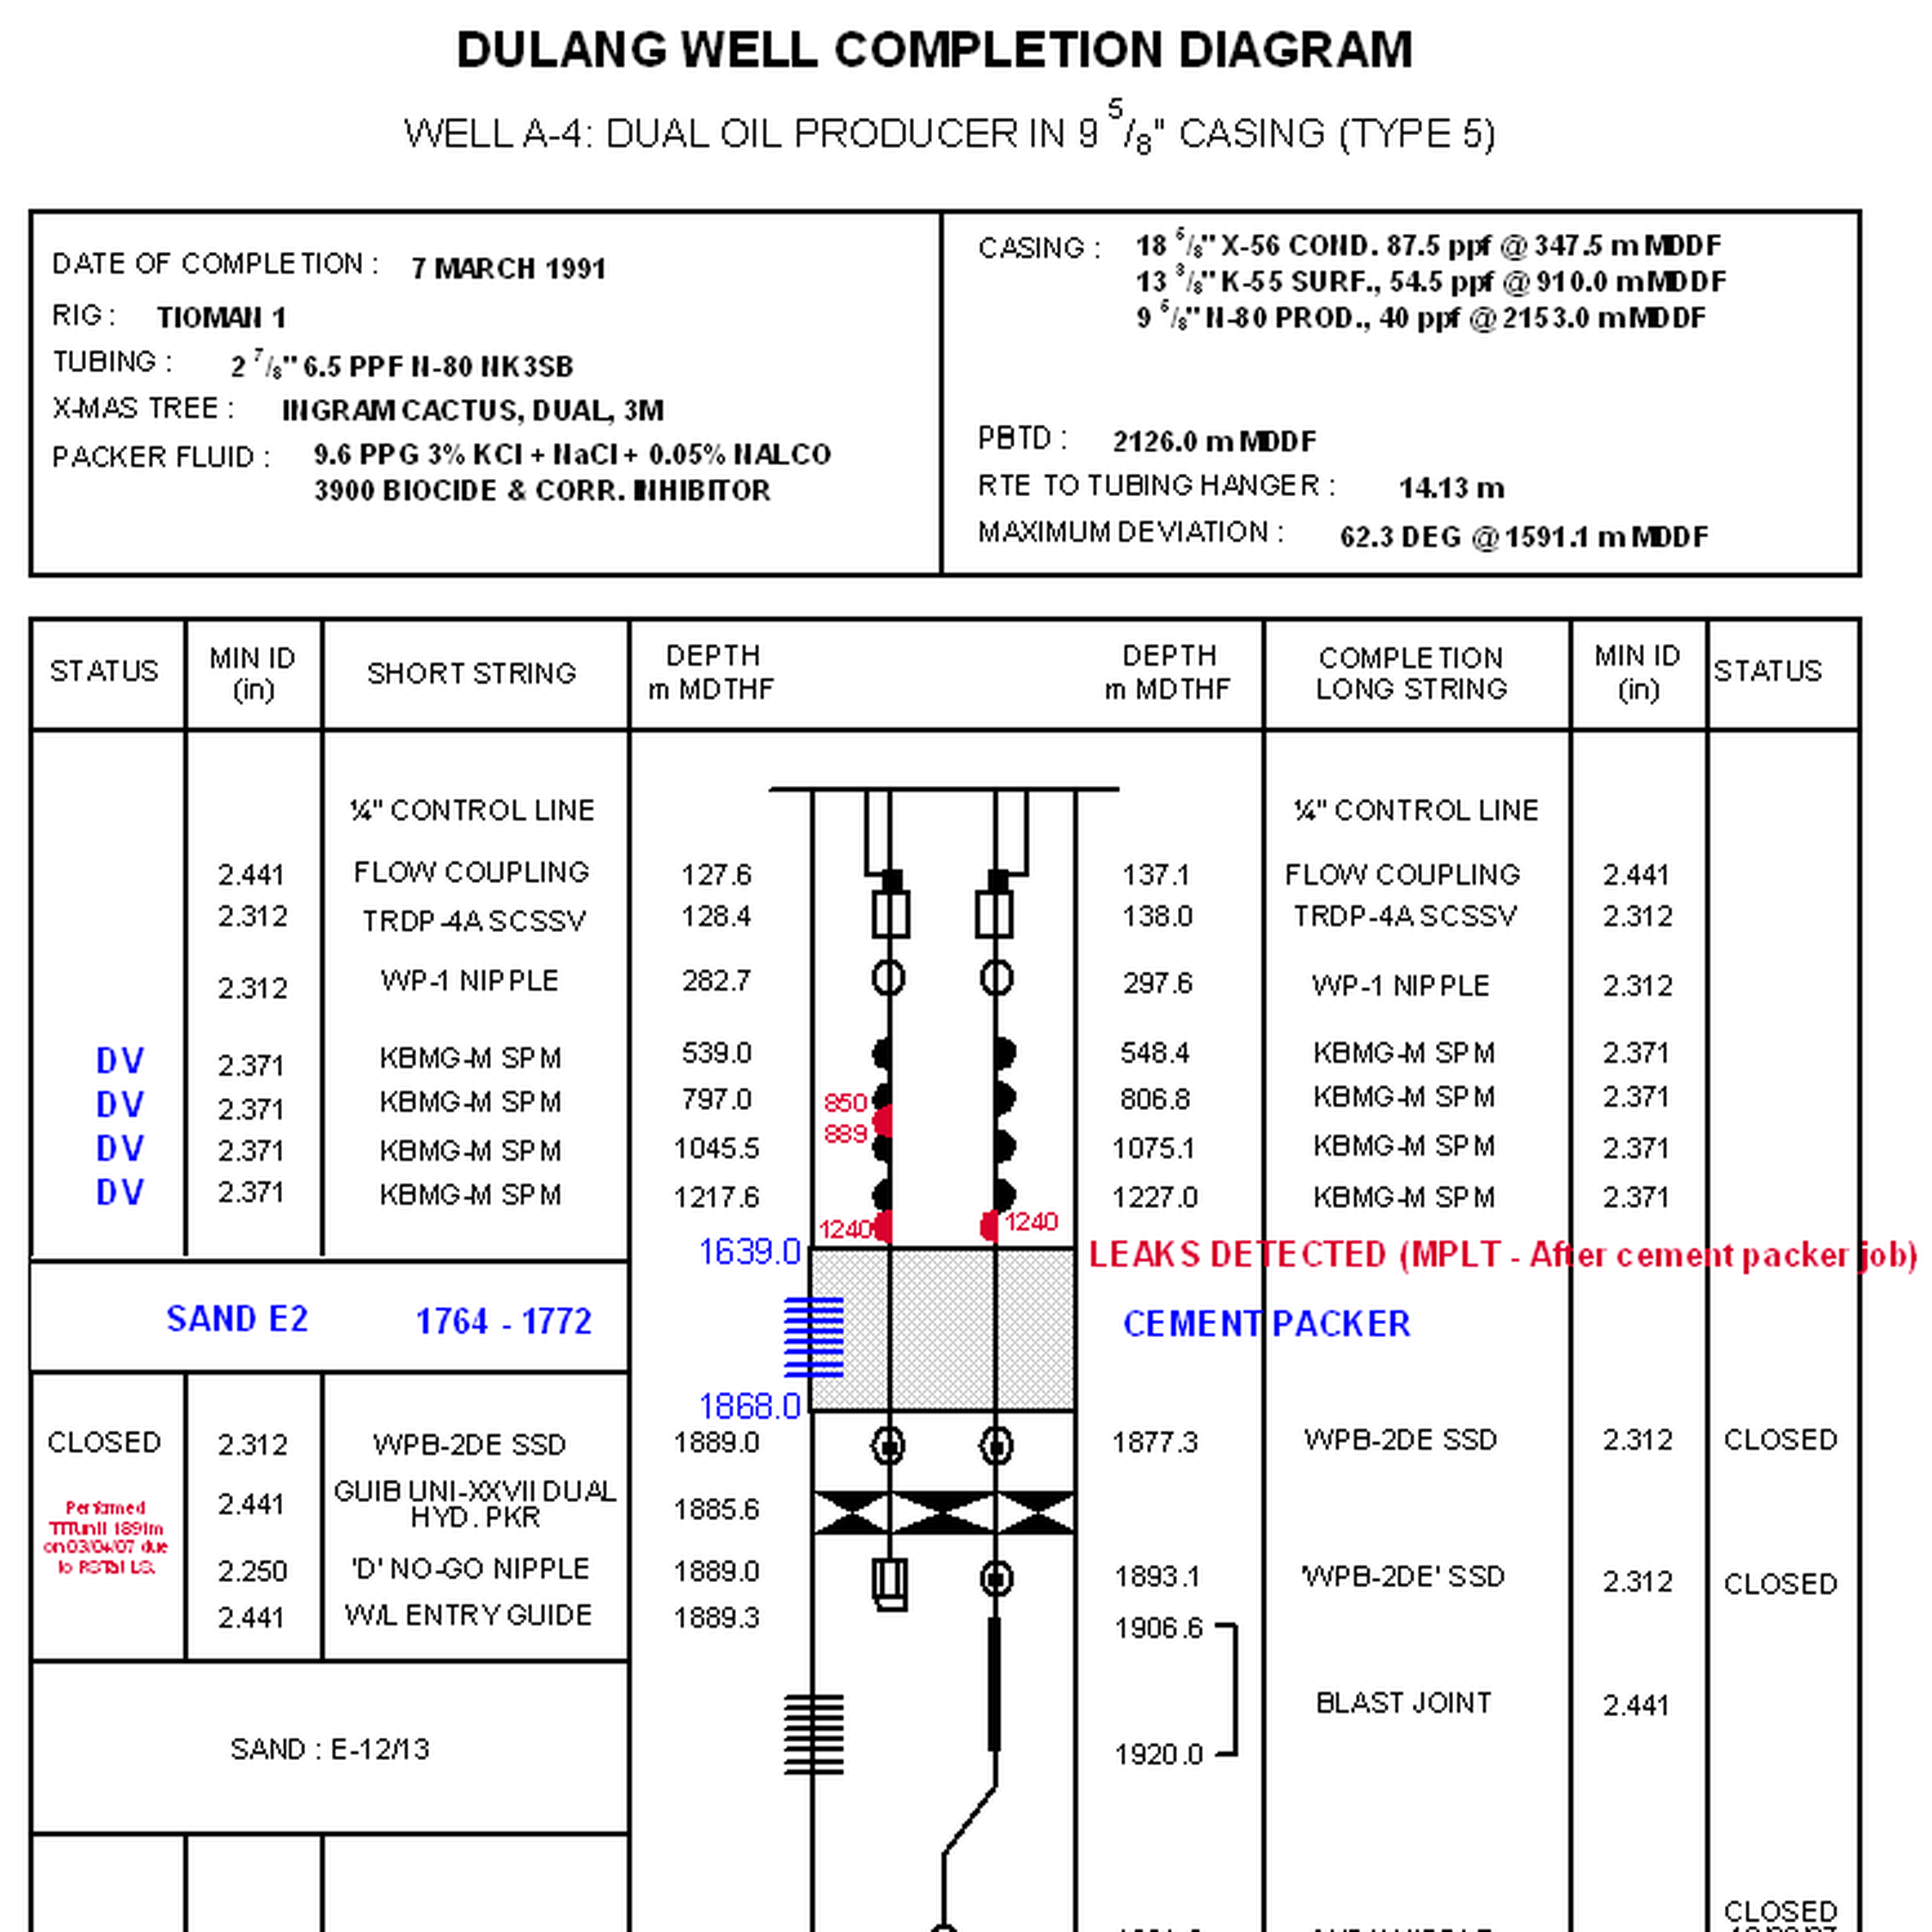 DULANG WELL COMPLETION DIAGRAM
WELL A-4: DUAL OIL PRODUCER IN 9 5/8" CASING (TYPE 5)
DATE OF COMPLETION : 7 MARCH 1991
RIG : TIOMAN 1
TUBING : 2 7/8" 6.5 PPF N-80 NK3SB
X-MAS TREE : INGRAM CACTUS, DUAL, 3M
PACKER FLUID : 9.6 PPG 3% KCl + NaCl + 0.05% NALCO
3900 BIOCIDE & CORR. INHIBITOR
CASING : 18 5/8" X-56 COND. 87.5 ppf @ 347.5 m MDDF
13 3/8" K-55 SURF., 54.5 ppf @ 910.0 m MDDF
9 5/8" N-80 PROD., 40 ppf @ 2153.0 m MDDF
PBTD : 2126.0 m MDDF
RTE TO TUBING HANGER : 14.13 m
MAXIMUM DEVIATION : 62.3 DEG @ 1591.1 m MDDF
STATUS MIN ID (in) SHORT STRING DEPTH m MDTHF DEPTH m MDTHF COMPLETION LONG STRING MIN ID (in) STATUS
¼" CONTROL LINE ¼" CONTROL LINE
2.441 FLOW COUPLING 127.6 137.1 FLOW COUPLING 2.441
2.312 TRDP-4A SCSSV 128.4 138.0 TRDP-4A SCSSV 2.312
2.312 WP-1 NIPPLE 282.7 297.6 WP-1 NIPPLE 2.312
DV 2.371 KBMG-M SPM 539.0 548.4 KBMG-M SPM 2.371
DV 2.371 KBMG-M SPM 797.0 850 806.8 KBMG-M SPM 2.371
889
DV 2.371 KBMG-M SPM 1045.5 1075.1 KBMG-M SPM 2.371
DV 2.371 KBMG-M SPM 1217.6 1227.0 KBMG-M SPM 2.371
1240 1240
1639.0 LEAKS DETECTED (MPLT - After cement packer job)
SAND E2 1764 - 1772 CEMENT PACKER
1868.0
CLOSED 2.312 WPB-2DE SSD 1889.0 1877.3 WPB-2DE SSD 2.312 CLOSED
2.441 GUIB UNI-XXVII DUAL HYD. PKR 1885.6
Performed
TIT until 1891m
on 03/04/07 due
to
2.250 'D' NO-GO NIPPLE 1889.0 1893.1 'WPB-2DE' SSD 2.312 CLOSED
2.441 W/L ENTRY GUIDE 1889.3 1906.6
BLAST JOINT 2.441
SAND : E-12/13 1920.0
CLOSED